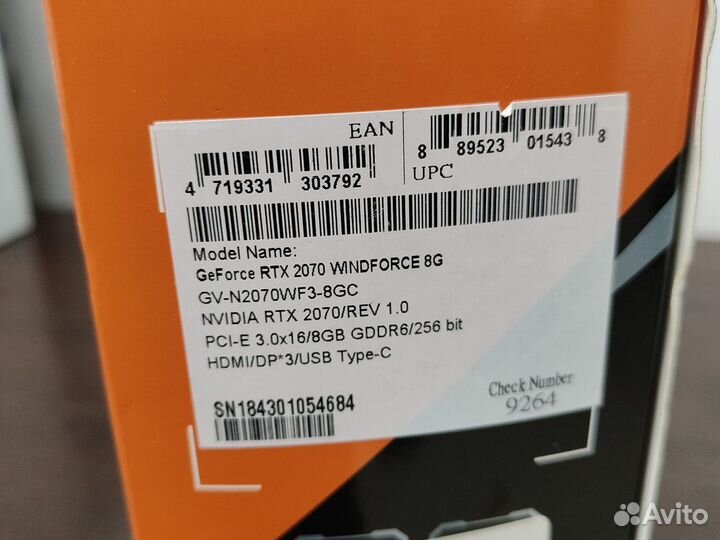 EAN
4 719331 303792
8 89523 01543 8
UPC
Model Name:
GeForce RTX 2070 WINDFORCE 8G
GV-N2070WF3-8GC
NVIDIA RTX 2070/REV 1.0
PCI-E 3.0x16/8GB GDDR6/256 bit
HDMI/DP*3/USB Type-C
SN184301054684
Check Number
9264
Avito